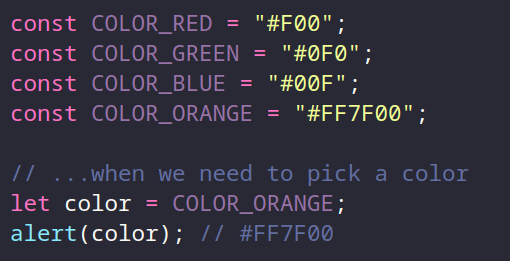 const COLOR_RED = "#F00";
const COLOR_GREEN = "#0F0";
const COLOR_BLUE = "#00F";
const COLOR_ORANGE = "#FF7F00";

// ...when we need to pick a color
let color = COLOR_ORANGE;
alert(color); // #FF7F00